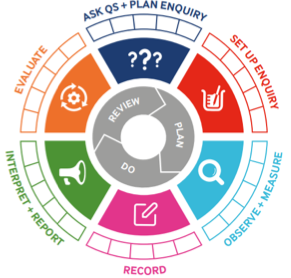 ASK QS + PLAN ENQUIRY
SET UP ENQUIRY
OBSERVE + MEASURE
RECORD
INTERPRET + REPORT
EVALUATE
???
REVIEW
PLAN
DO